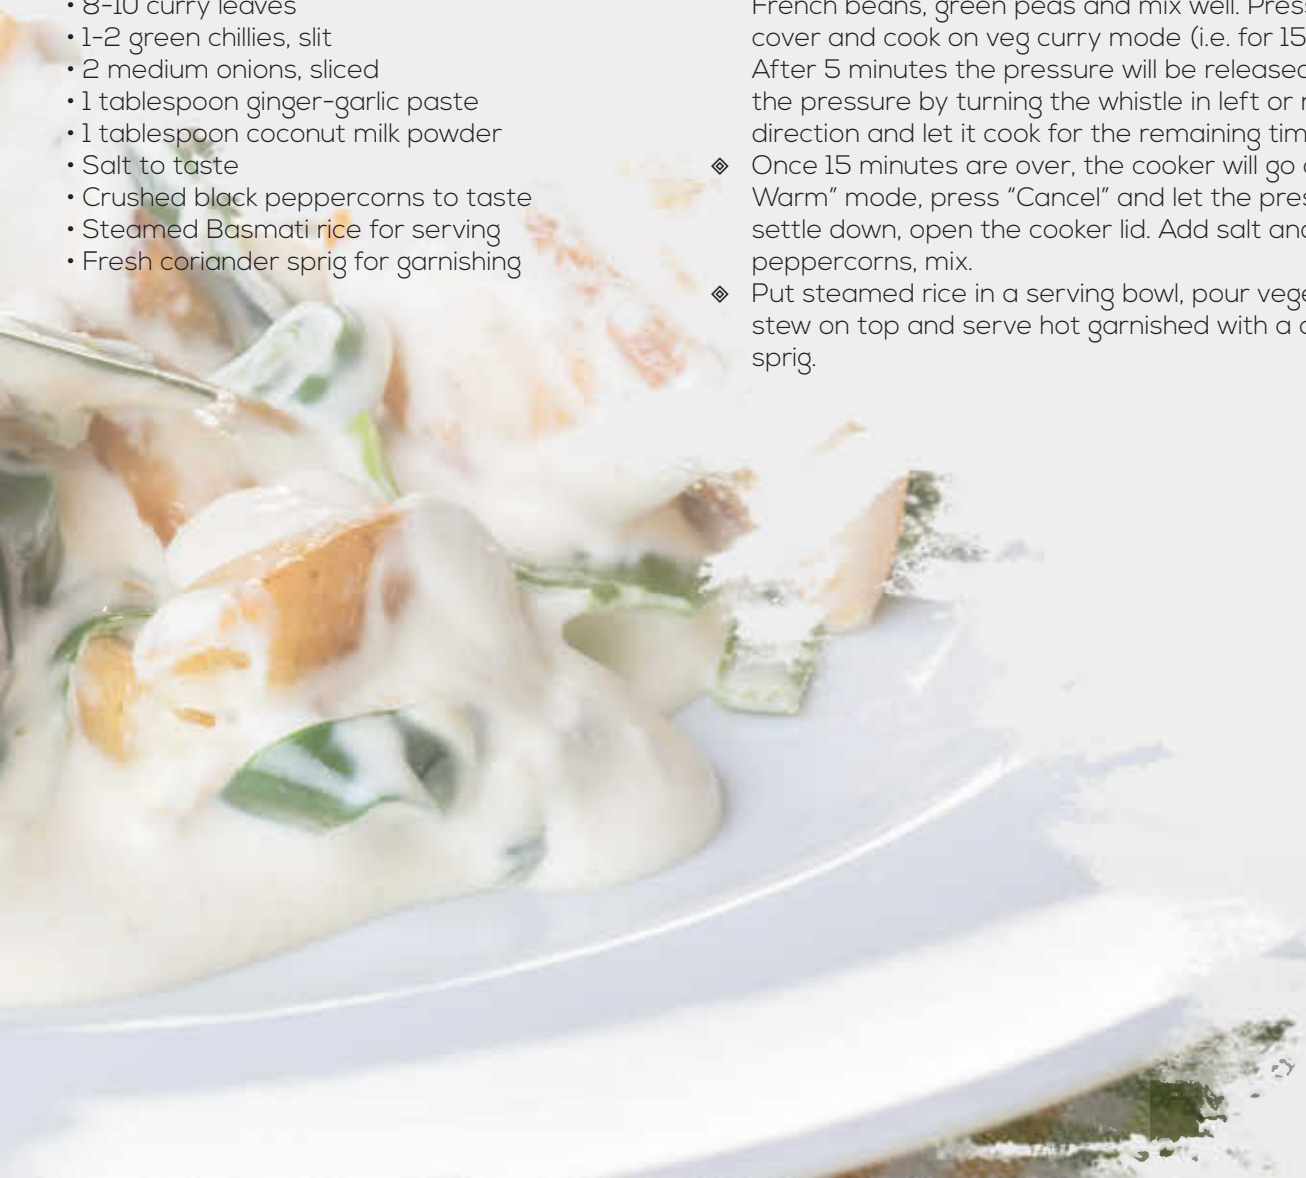 • 8-10 curry leaves
• 1-2 green chillies, slit
• 2 medium onions, sliced
• 1 tablespoon ginger-garlic paste
• 1 tablespoon coconut milk powder
• Salt to taste
• Crushed black peppercorns to taste
• Steamed Basmati rice for serving
• Fresh coriander sprig for garnishing
French beans, green peas and mix well.
cover and cook on veg curry mode (i.e. for 15
After 5 minutes the pressure will be released
the pressure by turning the whistle in left or
direction and let it cook for the remaining
Once 15 minutes are over, the cooker will go
Warm” mode, press “Cancel” and let the
settle down, open the cooker lid. Add salt
peppercorns, mix.
Put steamed rice in a serving bowl, pour
stew on top and serve hot garnished with a
sprig.